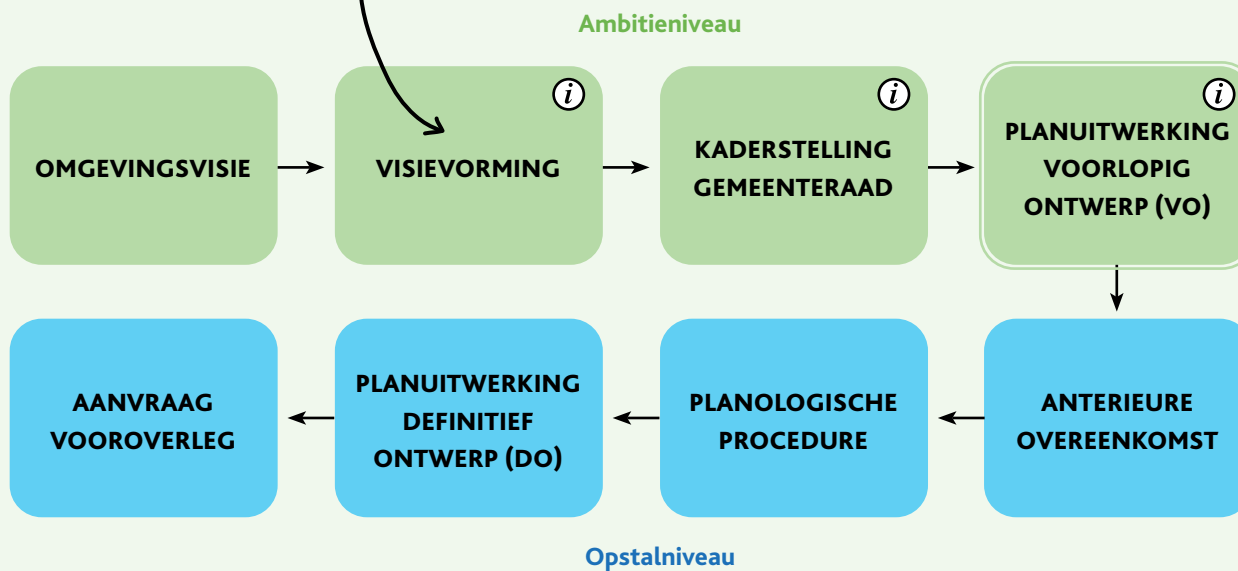 Ambitieniveau
OMGEVINGSVISIE
i
VISIEVORMING
i
KADERSTELLING
GEMEENTERAAD
i
PLANUITWERKING
VOORLOPIG
ONTWERP (VO)
AANVRAAG
VOOROVERLEG
PLANUITWERKING
DEFINITIEF
ONTWERP (DO)
PLANOLOGISCHE
PROCEDURE
ANTERIEURE
OVEREENKOMST
Opstalniveau